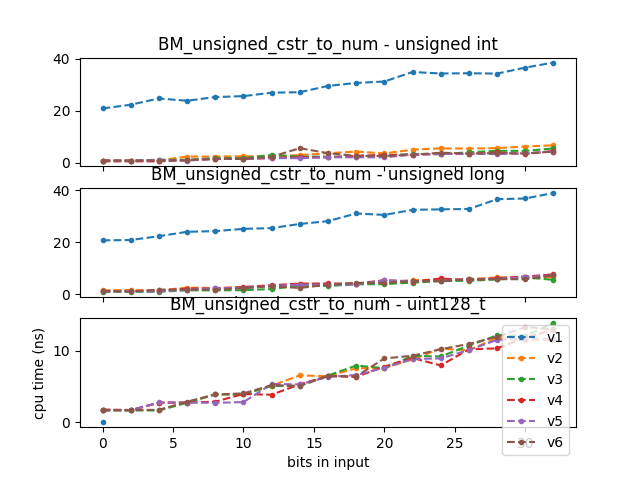 BM_unsigned_cstr_to_num - unsigned int
40
20
0
BM_unsigned_cstr_to_num - unsigned long
40
20
0
BM_unsigned_cstr_to_num - uint128_t
cpu time (ns)
10
0
v1
v2
v3
v4
v5
v6
0 5 10 15 20 25 30
bits in input